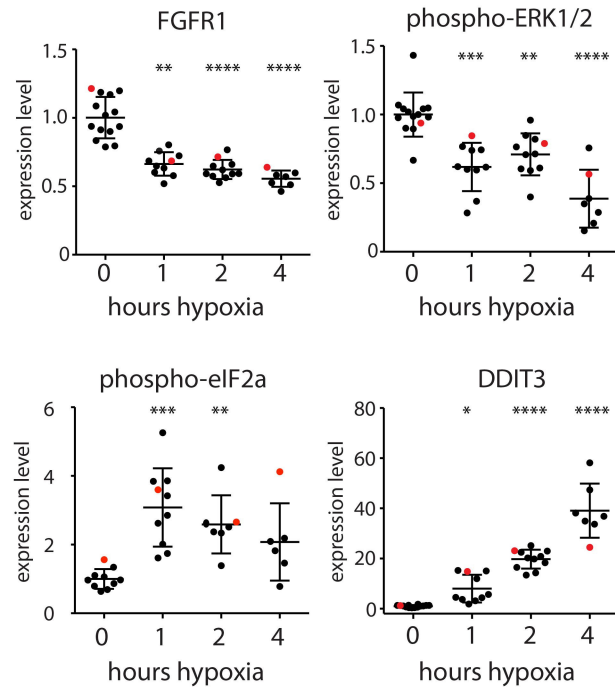 FGFR1
1.5
1.0
0.5
0
expression level
** **** ****
0 1 2 4
hours hypoxia
phospho-ERK1/2
1.5
1.0
0.5
0
expression level
*** ** ****
0 1 2 4
hours hypoxia
phospho-eIF2a
6
4
2
0
expression level
*** **
0 1 2 4
hours hypoxia
DDIT3
80
60
40
20
0
expression level
* **** ****
0 1 2 4
hours hypoxia